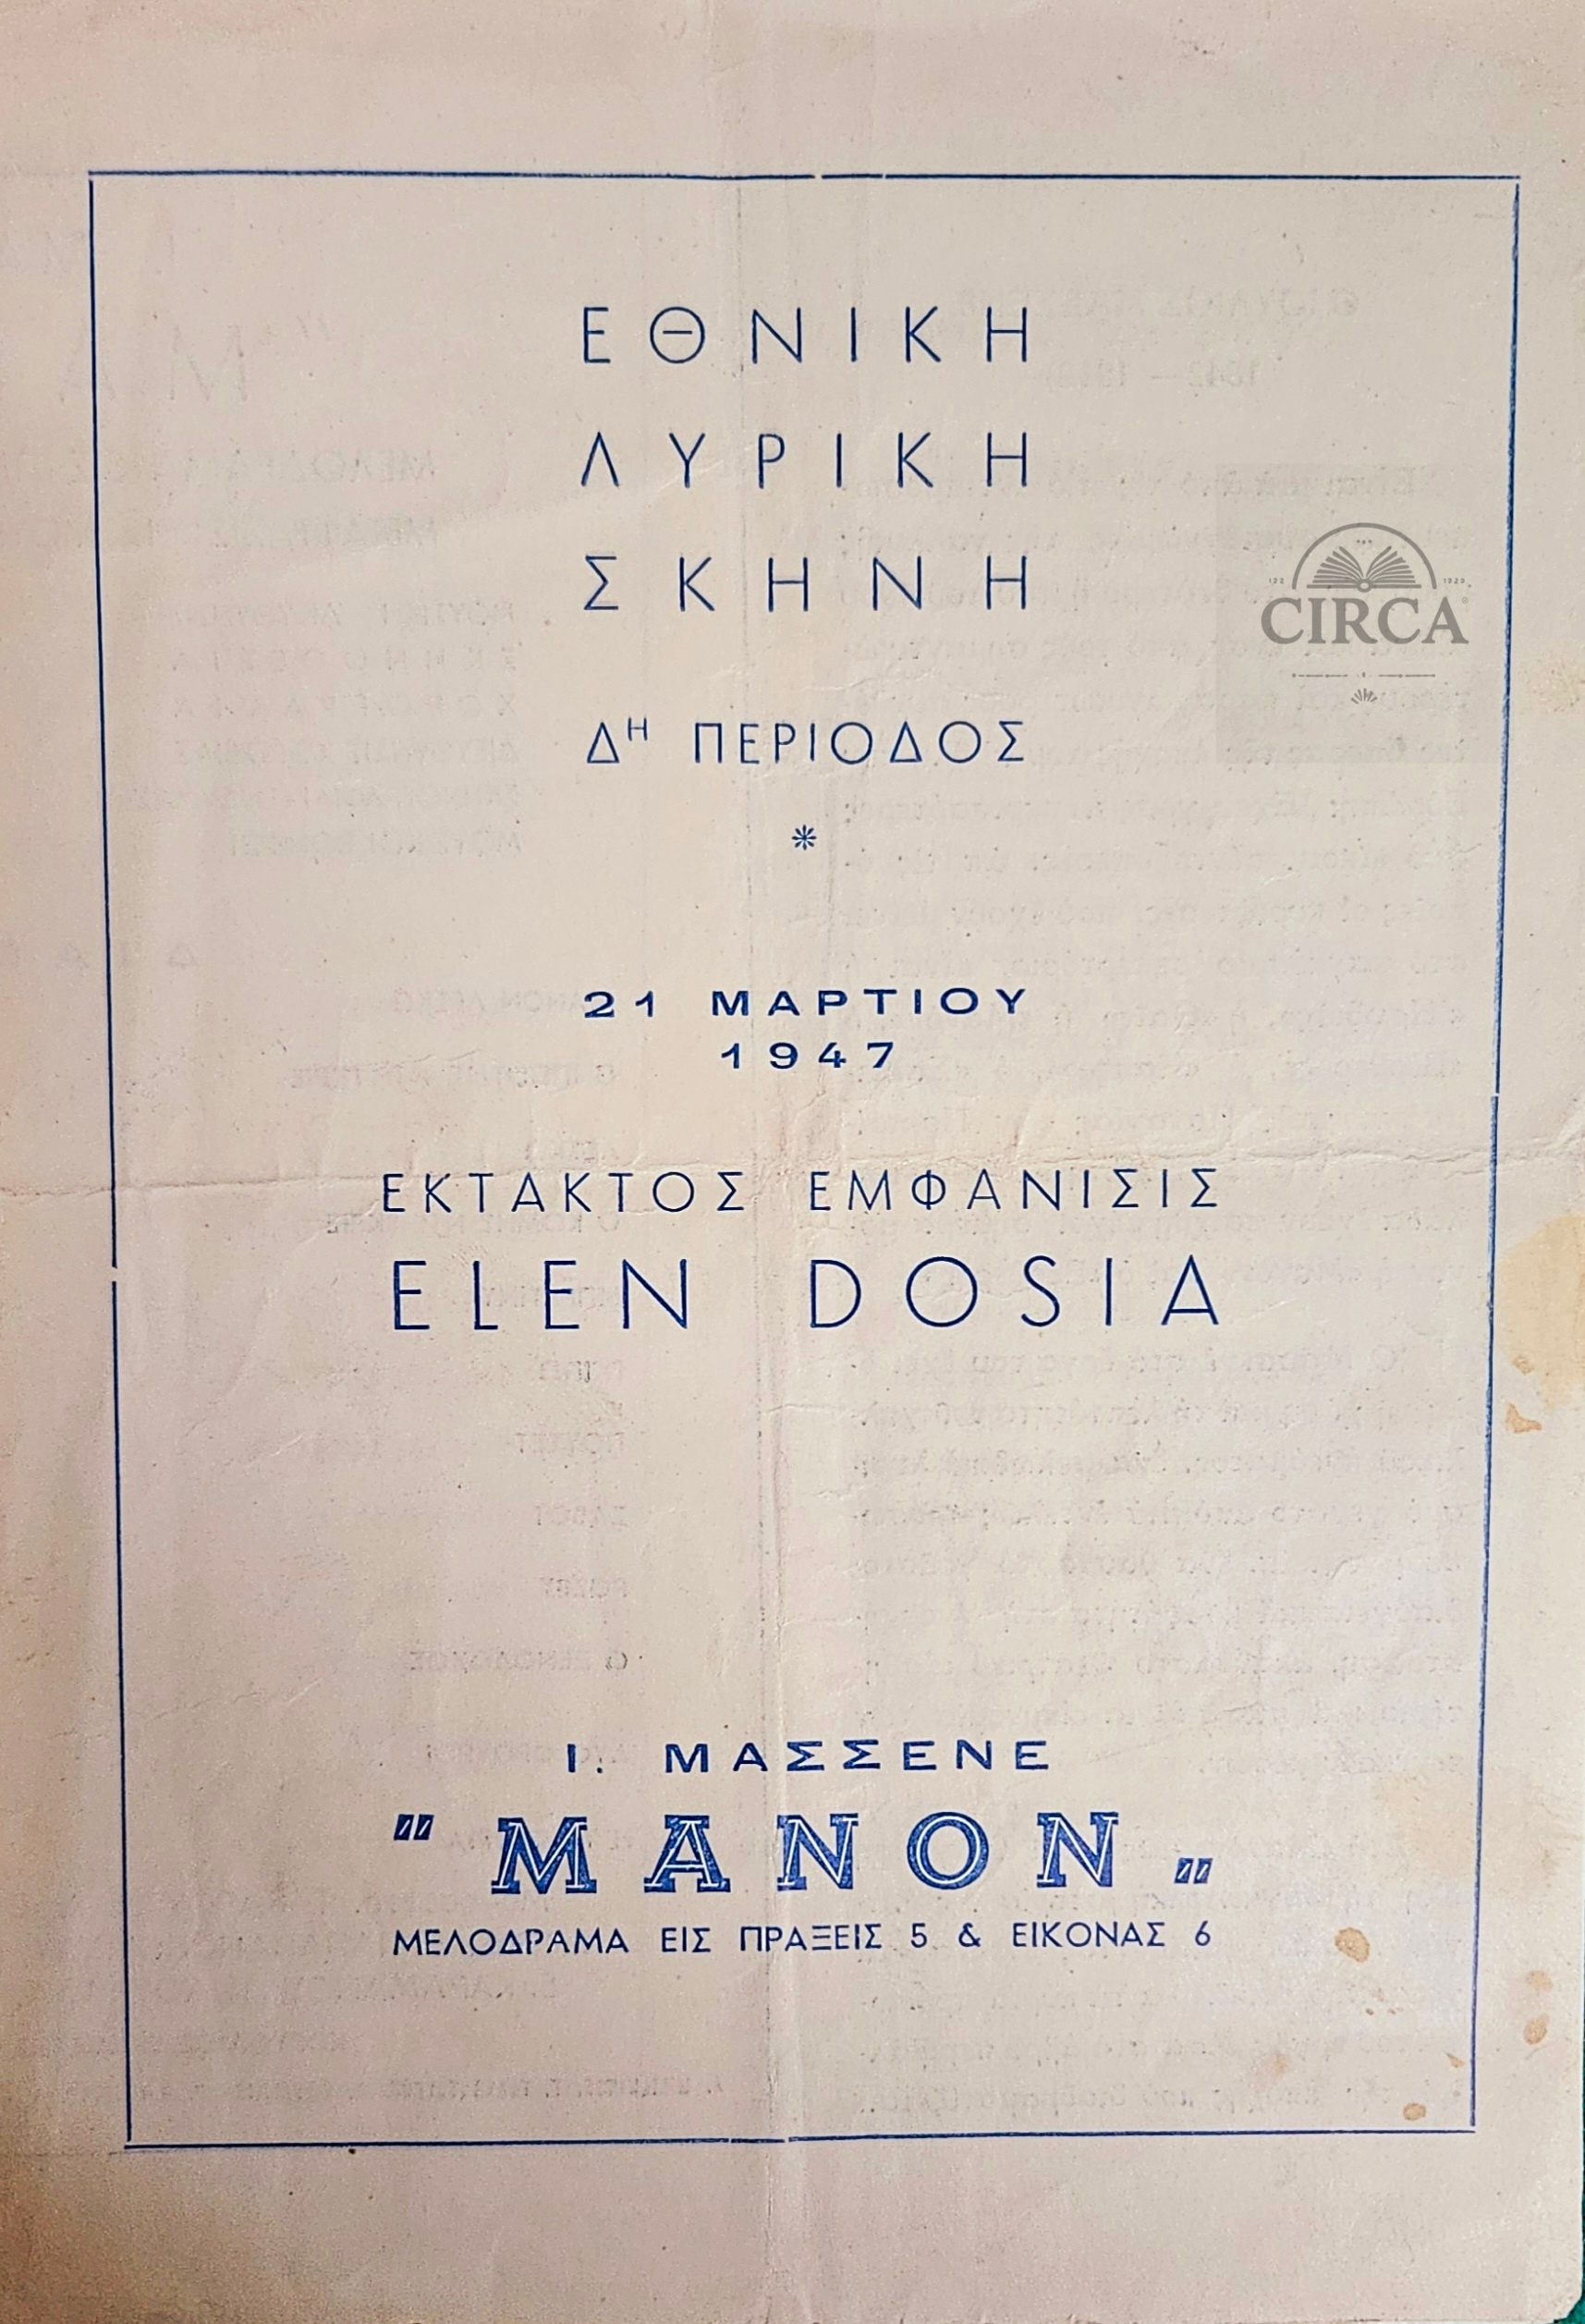 ΕΘΝΙΚΗ
ΛΥΡΙΚΗ
ΣΚΗΝΗ
ΔΗ ΠΕΡΙΟΔΟΣ
CIRCA
21 ΜΑΡΤΙΟΥ
1947
ΕΚΤΑΚΤΟΣ ΕΜΦΑΝΙΣΙΣ
ELEN DOSIA
Ι. ΜΑΣΣΕΝΕ
"ΜΑΝΟΝ„
ΜΕΛΟΔΡΑΜΑ ΕΙΣ ΠΡΑΞΕΙΣ 5 & ΕΙΚΟΝΑΣ 6